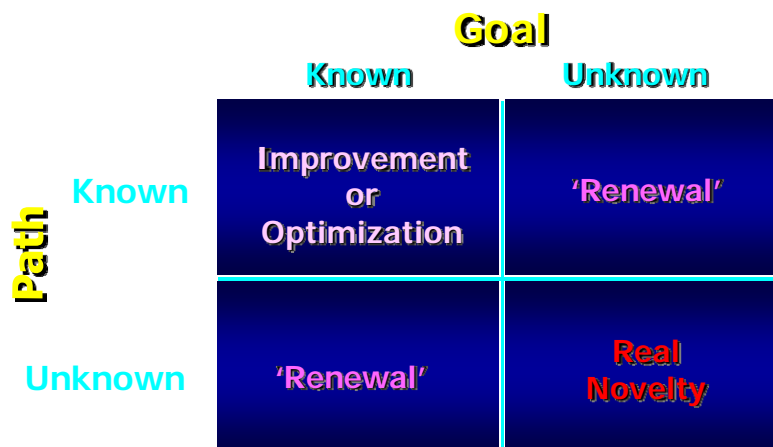 Goal
Known
Unknown
Path
Known
Improvement
or
Optimization
'Renewal'
Unknown
'Renewal'
Real
Novelty